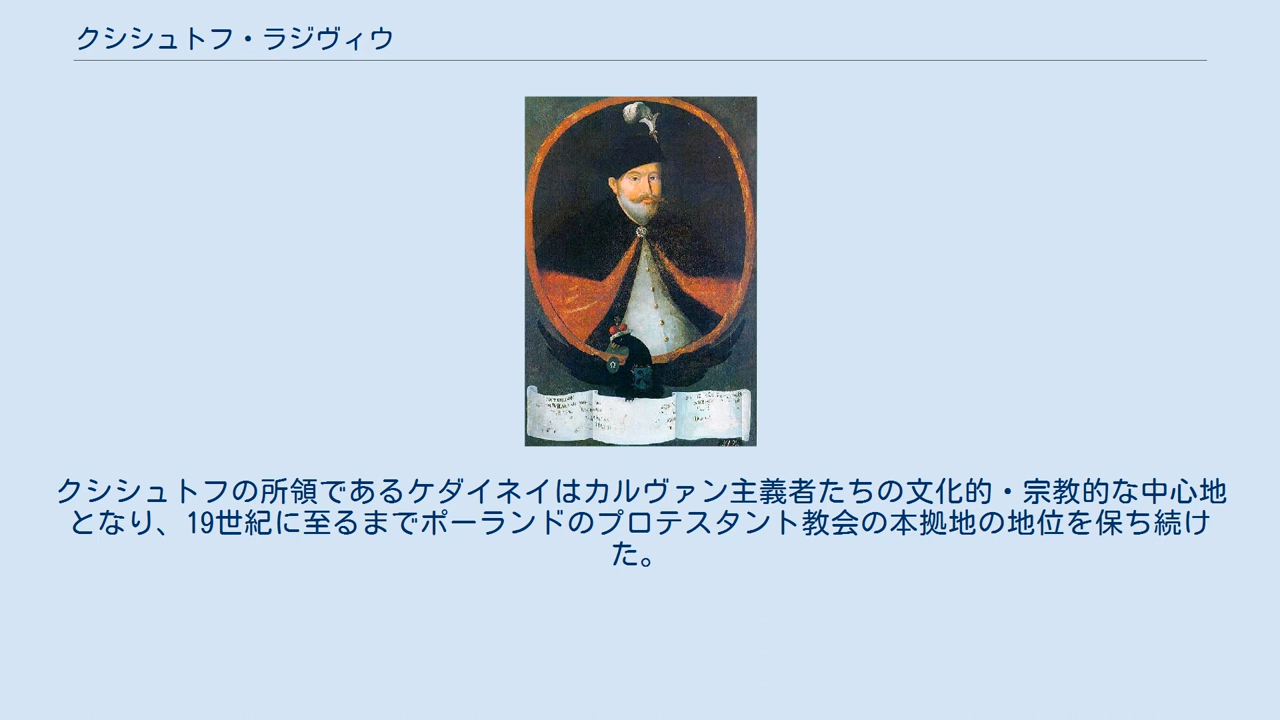 クシシュトフ・ラジヴィウ
クシシュトフの所領であるケダイネイはカルヴァン主義者たちの文化的・宗教的な中心地
となり、19世紀に至るまでポーランドのプロテスタント教会の本拠地の地位を保ち続け
た。